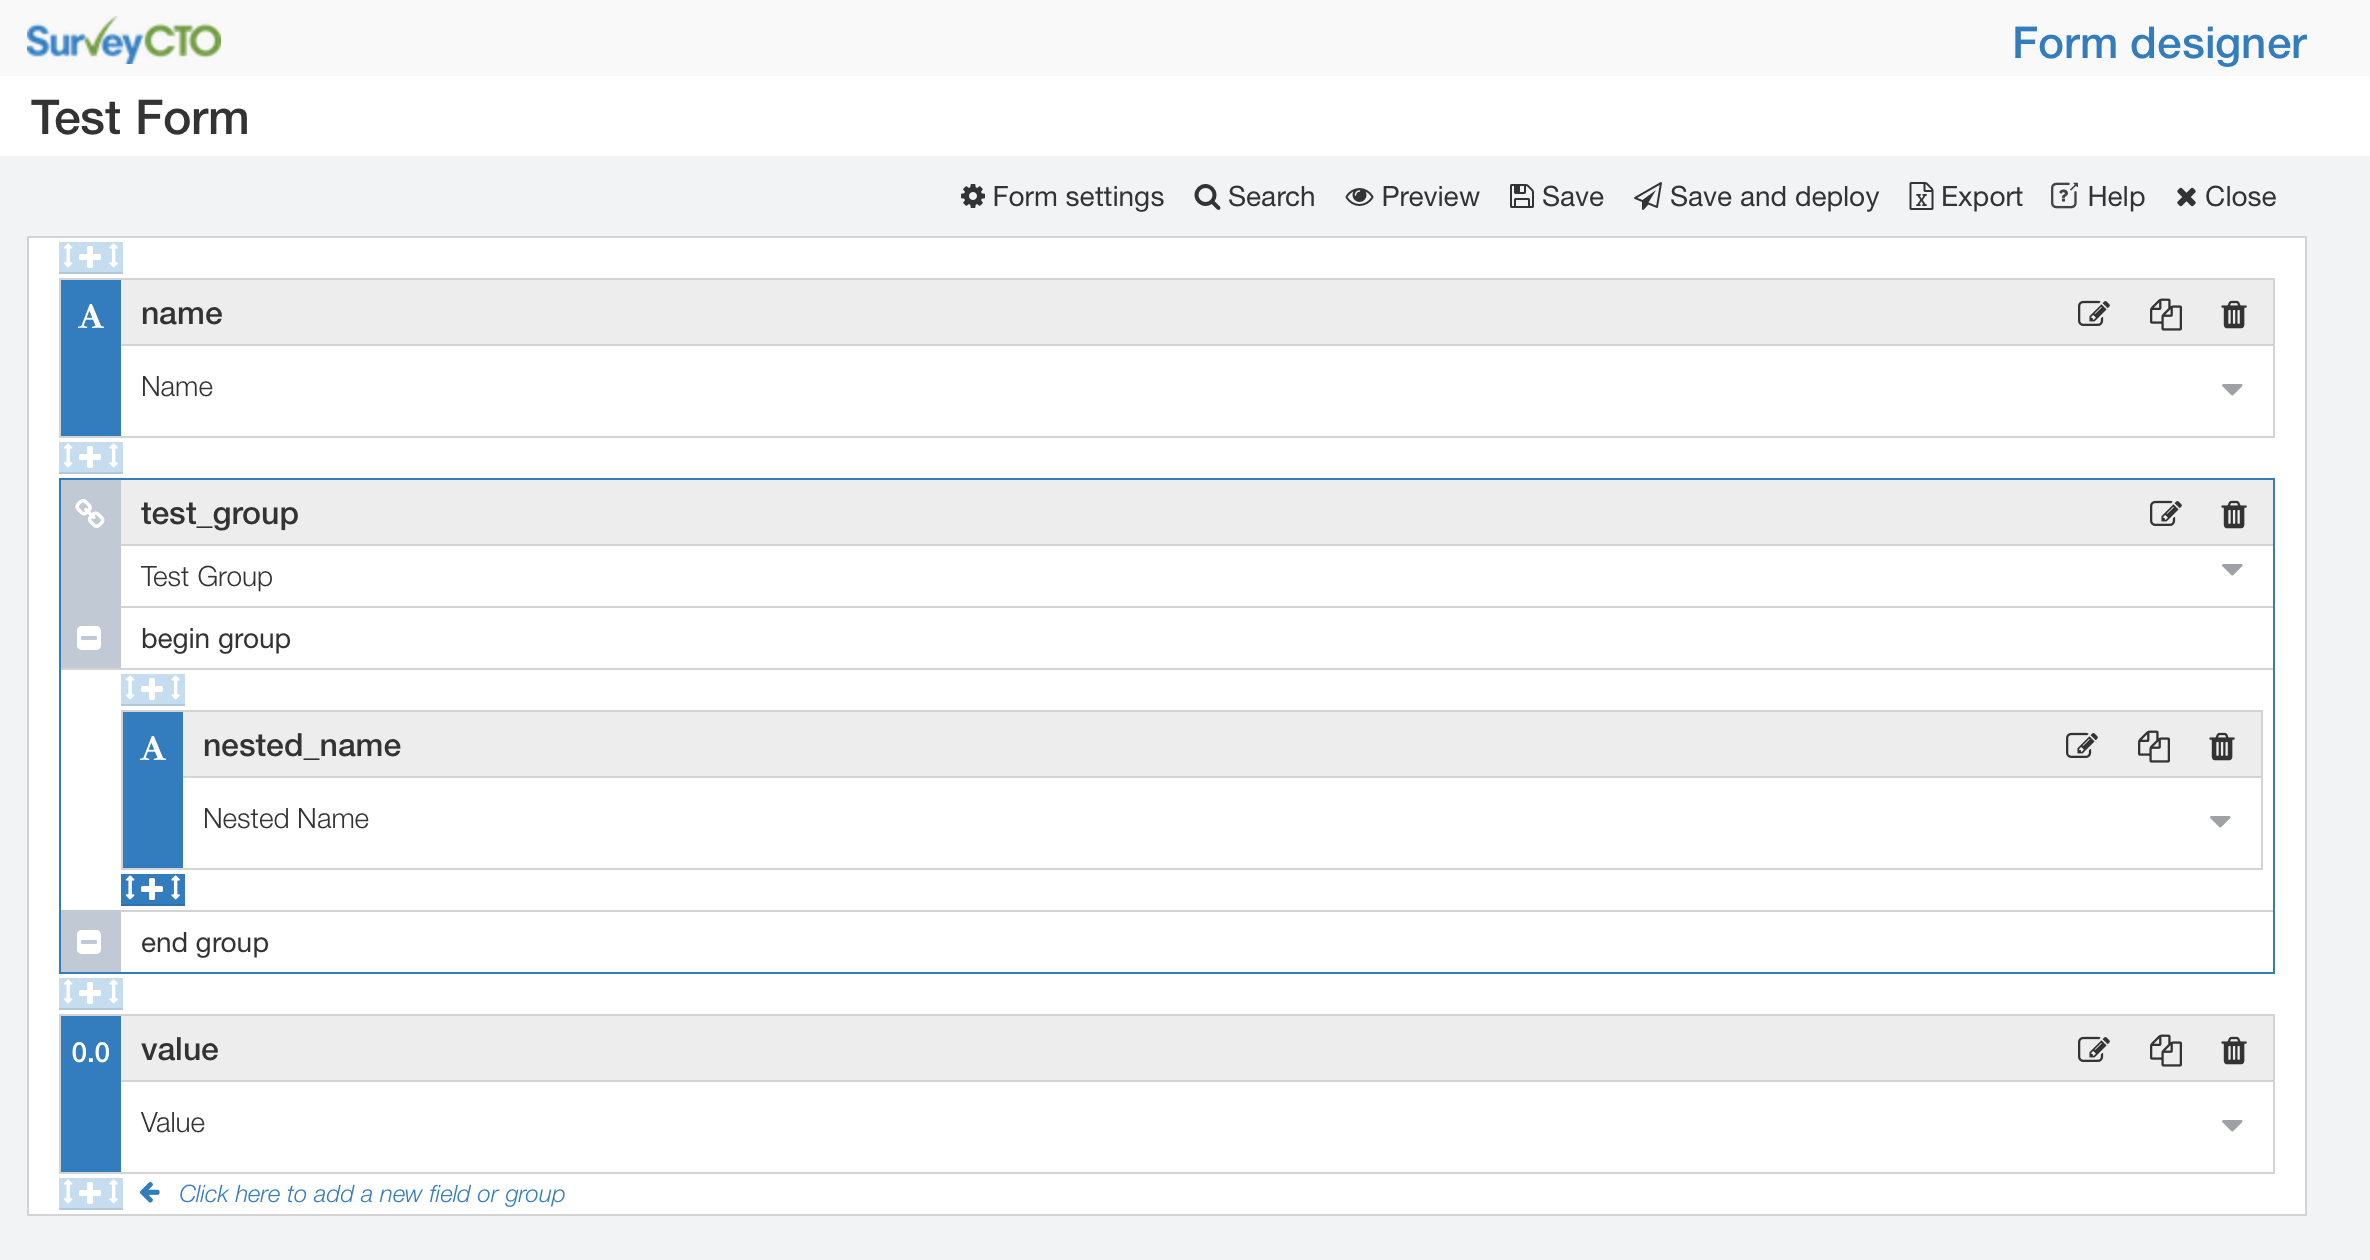 SurveyCTO
Form designer
Test Form
Form settings Search Preview Save Save and deploy Export Help Close
A name
Name
test_group
Test Group
begin group
A nested_name
Nested Name
end group
0.0 value
Value
Click here to add a new field or group